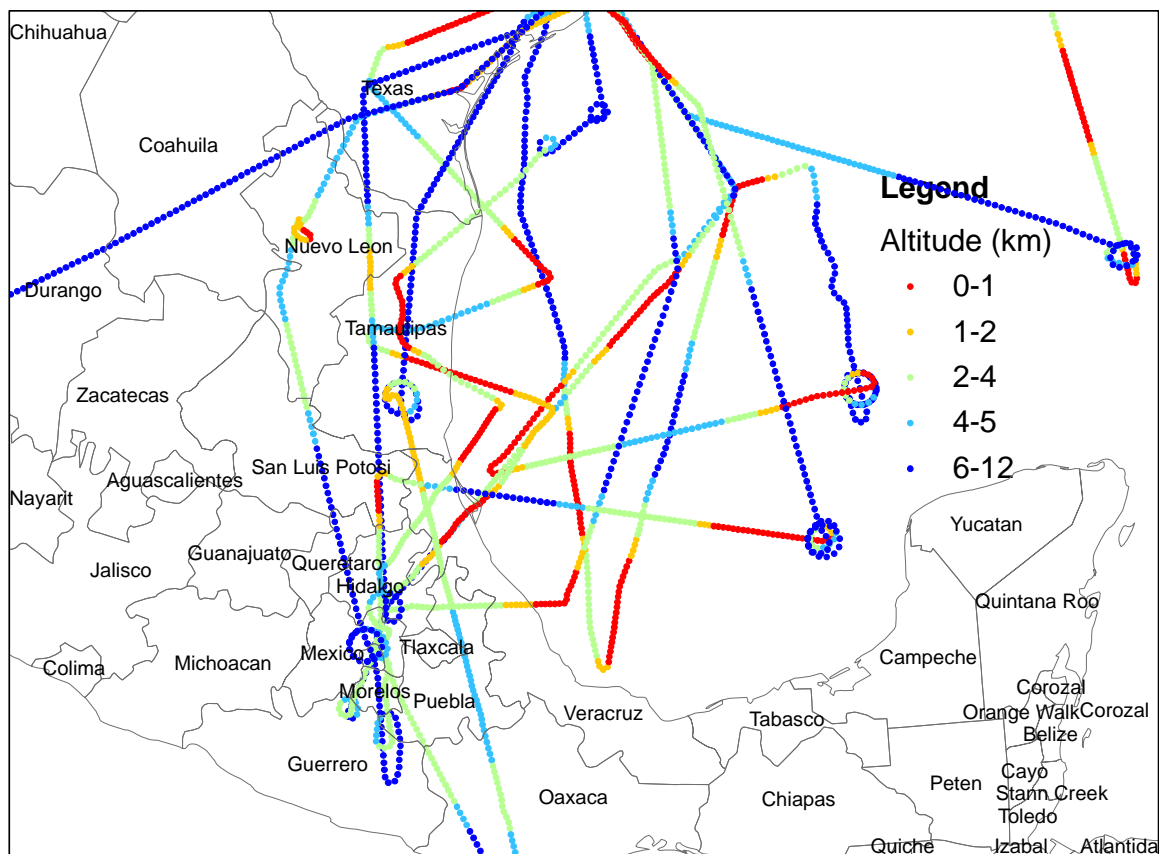 Chihuahua
Texas
Coahuila
Legend
Nuevo Leon
Altitude (km)
Durango
0-1
Tamaulipas
1-2
2-4
Zacatecas
4-5
San Luis Potosi
6-12
Aguascalientes
Nayarit
Yucatan
Guanajuato
Queretaro
Jalisco
Hidalgo
Quintana Roo
Tlaxcala
Mexico
Campeche
Michoacan
Colima
Morelos
Corozal
Puebla
Orange Walk
Corozal
Veracruz
Tabasco
Belize
Guerrero
Cayo
Peten
Stann Creek
Oaxaca
Chiapas
Toledo
Quiche
Izabal
Atlantida